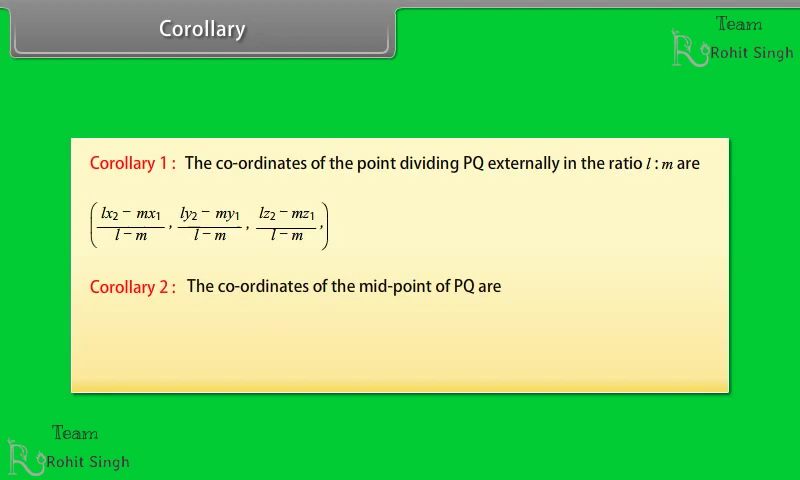 Corollary
Team
Rohit Singh
Corollary 1 : The co-ordinates of the point dividing PQ externally in the ratio l : m are
(lx₂ − mx₁ / l − m , ly₂ − my₁ / l − m , lz₂ − mz₁ / l − m ,)
Corollary 2 : The co-ordinates of the mid-point of PQ are
Team
Rohit Singh